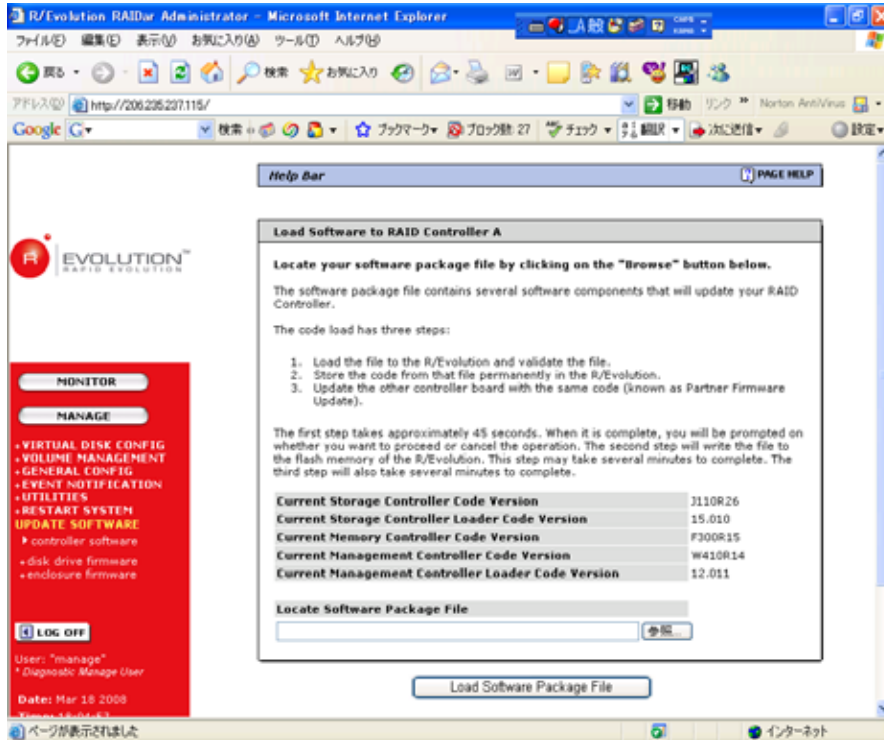 R/Evolution RAIDar Administrator - Microsoft Internet Explorer
A 般
CAPS
KANA
ファイル(F) 編集(E) 表示(V) お気に入り(A) ツール(T) ヘルプ(H)
戻る 検索 お気に入り
アドレス(D) http://206.235.237.115/ 移動 リンク » Norton AntiVirus
Google G 検索 ブックマーク ブロック数: 27 チェック 翻訳 次に送信 設定
Help Bar
PAGE HELP
R EVOLUTION™
RAPID EVOLUTION
MONITOR
MANAGE
VIRTUAL DISK CONFIG
VOLUME MANAGEMENT
GENERAL CONFIG
EVENT NOTIFICATION
UTILITIES
RESTART SYSTEM
UPDATE SOFTWARE
controller software
disk drive firmware
enclosure firmware
LOG OFF
User: "manage"
* Diagnostic Manage User
Date: Mar 18 2008
Time: 18:04:57
Load Software to RAID Controller A
Locate your software package file by clicking on the "Browse" button below.
The software package file contains several software components that will update your RAID
Controller.
The code load has three steps:
1. Load the file to the R/Evolution and validate the file.
2. Store the code from that file permanently in the R/Evolution.
3. Update the other controller board with the same code (known as Partner Firmware
Update).
The first step takes approximately 45 seconds. When it is complete, you will be prompted on
whether you want to proceed or cancel the operation. The second step will write the file to
the flash memory of the R/Evolution. This step may take several minutes to complete. The
third step will also take several minutes to complete.
Current Storage Controller Code Version J110R26
Current Storage Controller Loader Code Version 15.010
Current Memory Controller Code Version F300R15
Current Management Controller Code Version W410R14
Current Management Controller Loader Code Version 12.011
Locate Software Package File
参照...
Load Software Package File
ページが表示されました
インターネット